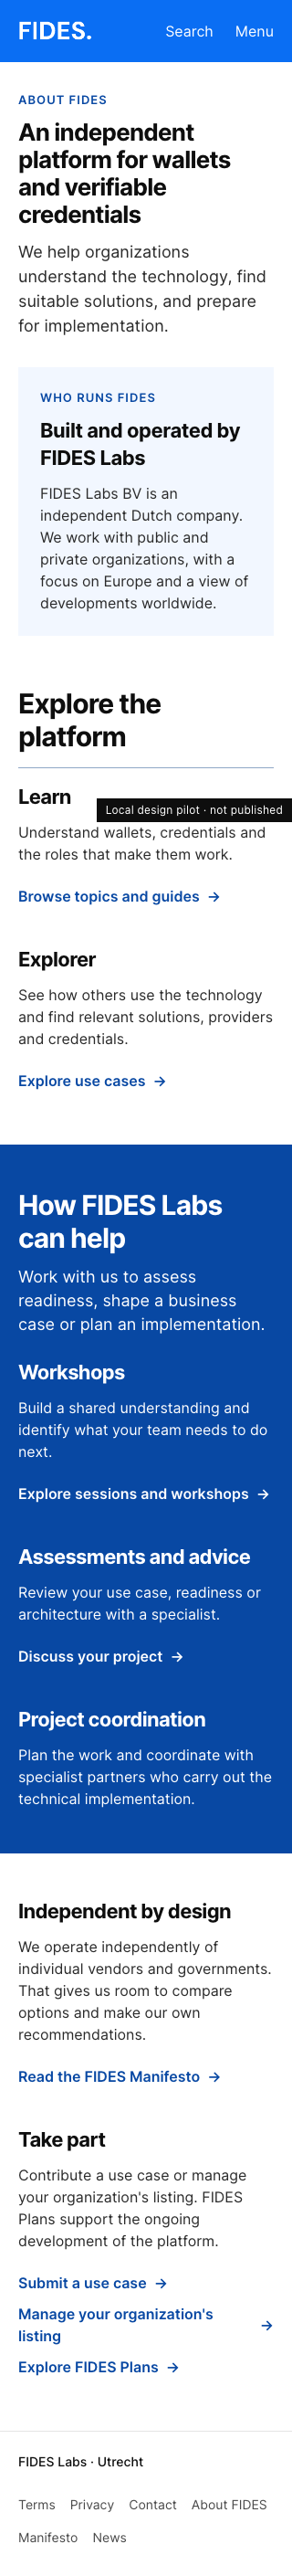 FIDES.
Search Menu
ABOUT FIDES
An independent
platform for wallets
and verifiable
credentials
We help organizations
understand the technology, find
suitable solutions, and prepare
for implementation.
WHO RUNS FIDES
Built and operated by
FIDES Labs
FIDES Labs BV is an
independent Dutch company.
We work with public and
private organizations, with a
focus on Europe and a view of
developments worldwide.
Explore the
platform
Learn
Local design pilot · not published
Understand wallets, credentials and
the roles that make them work.
Browse topics and guides →
Explorer
See how others use the technology
and find relevant solutions, providers
and credentials.
Explore use cases →
How FIDES Labs
can help
Work with us to assess
readiness, shape a business
case or plan an implementation.
Workshops
Build a shared understanding and
identify what your team needs to do
next.
Explore sessions and workshops →
Assessments and advice
Review your use case, readiness or
architecture with a specialist.
Discuss your project →
Project coordination
Plan the work and coordinate with
specialist partners who carry out the
technical implementation.
Independent by design
We operate independently of
individual vendors and governments.
That gives us room to compare
options and make our own
recommendations.
Read the FIDES Manifesto →
Take part
Contribute a use case or manage
your organization's listing. FIDES
Plans support the ongoing
development of the platform.
Submit a use case →
Manage your organization's
listing →
Explore FIDES Plans →
FIDES Labs · Utrecht
Terms Privacy Contact About FIDES
Manifesto News